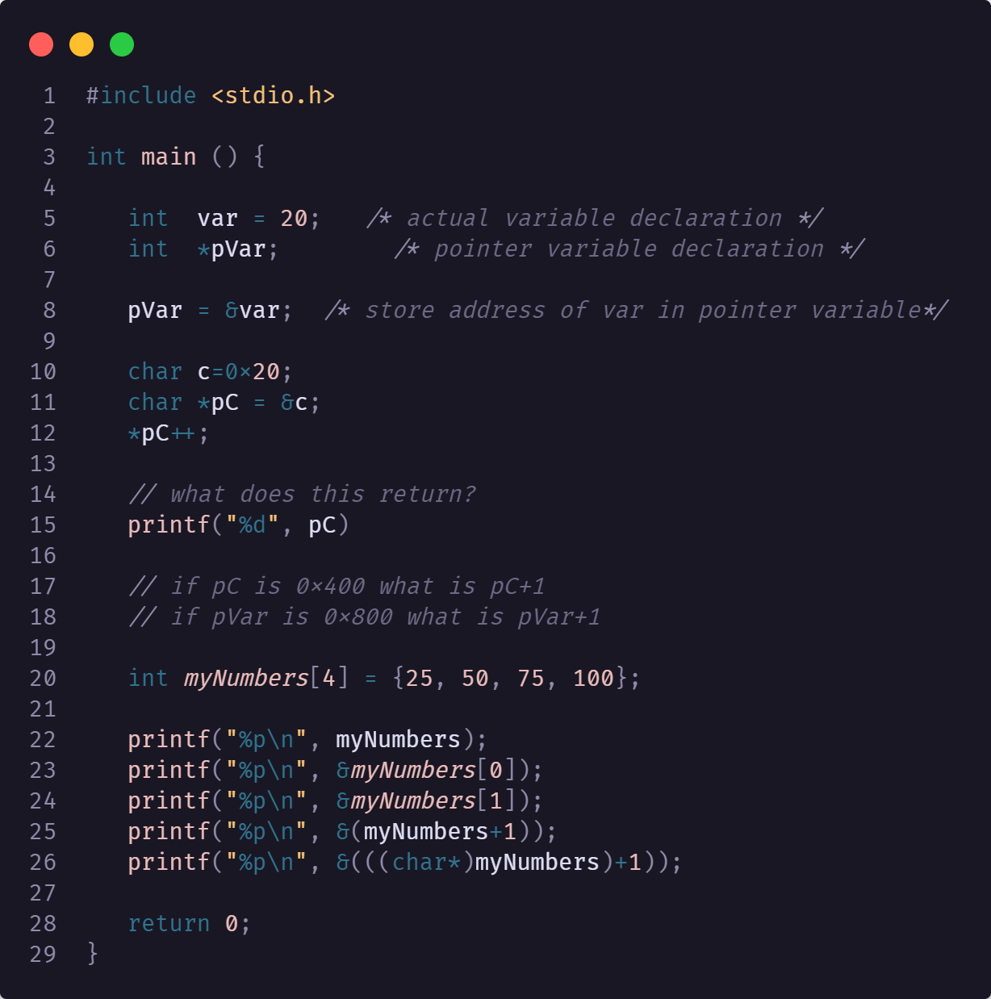 1 #include <stdio.h>
2
3 int main () {
4
5    int  var = 20;   /* actual variable declaration */
6    int  *pVar;        /* pointer variable declaration */
7
8    pVar = &var;  /* store address of var in pointer variable*/
9
10    char c=0x20;
11    char *pC = &c;
12    *pC++;
13
14    // what does this return?
15    printf("%d", pC)
16
17    // if pC is 0x400 what is pC+1
18    // if pVar is 0x800 what is pVar+1
19
20    int myNumbers[4] = {25, 50, 75, 100};
21
22    printf("%p\n", myNumbers);
23    printf("%p\n", &myNumbers[0]);
24    printf("%p\n", &myNumbers[1]);
25    printf("%p\n", &(myNumbers+1));
26    printf("%p\n", &(((char*)myNumbers)+1));
27
28    return 0;
29 }